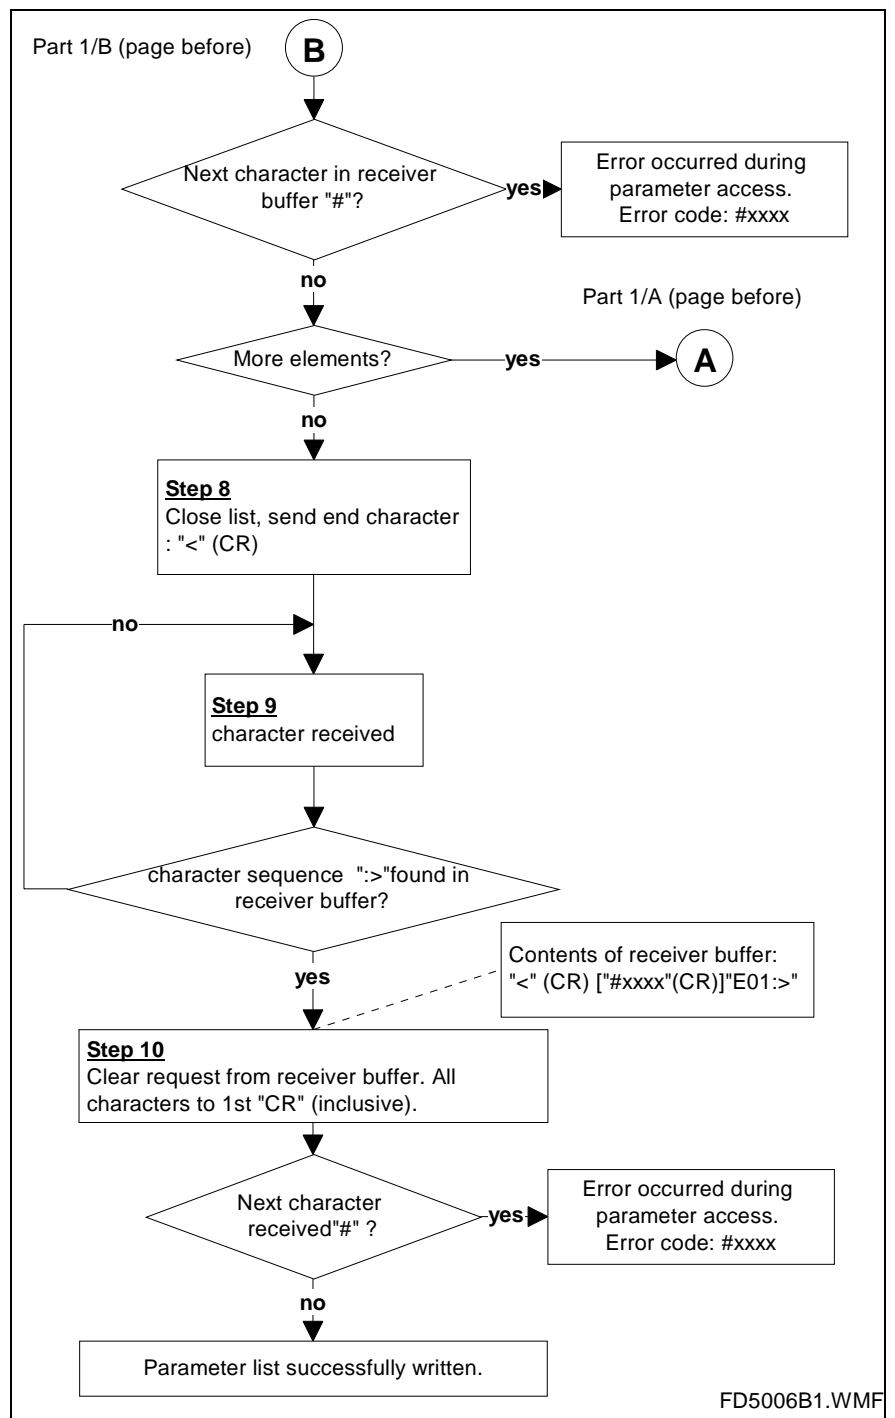 Part 1/B (page before)
B
Next character in receiver
buffer "#"?
yes
Error occurred during
parameter access.
Error code: #xxxx
no
Part 1/A (page before)
More elements?
yes
A
no
Step 8
Close list, send end character
: "<" (CR)
no
Step 9
character received
character sequence ":>"found in
receiver buffer?
Contents of receiver buffer:
"<" (CR) ["#xxxx"(CR)]"E01:>"
yes
Step 10
Clear request from receiver buffer. All
characters to 1st "CR" (inclusive).
Next character
received"#" ?
yes
Error occurred during
parameter access.
Error code: #xxxx
no
Parameter list successfully written.
FD5006B1.WMF